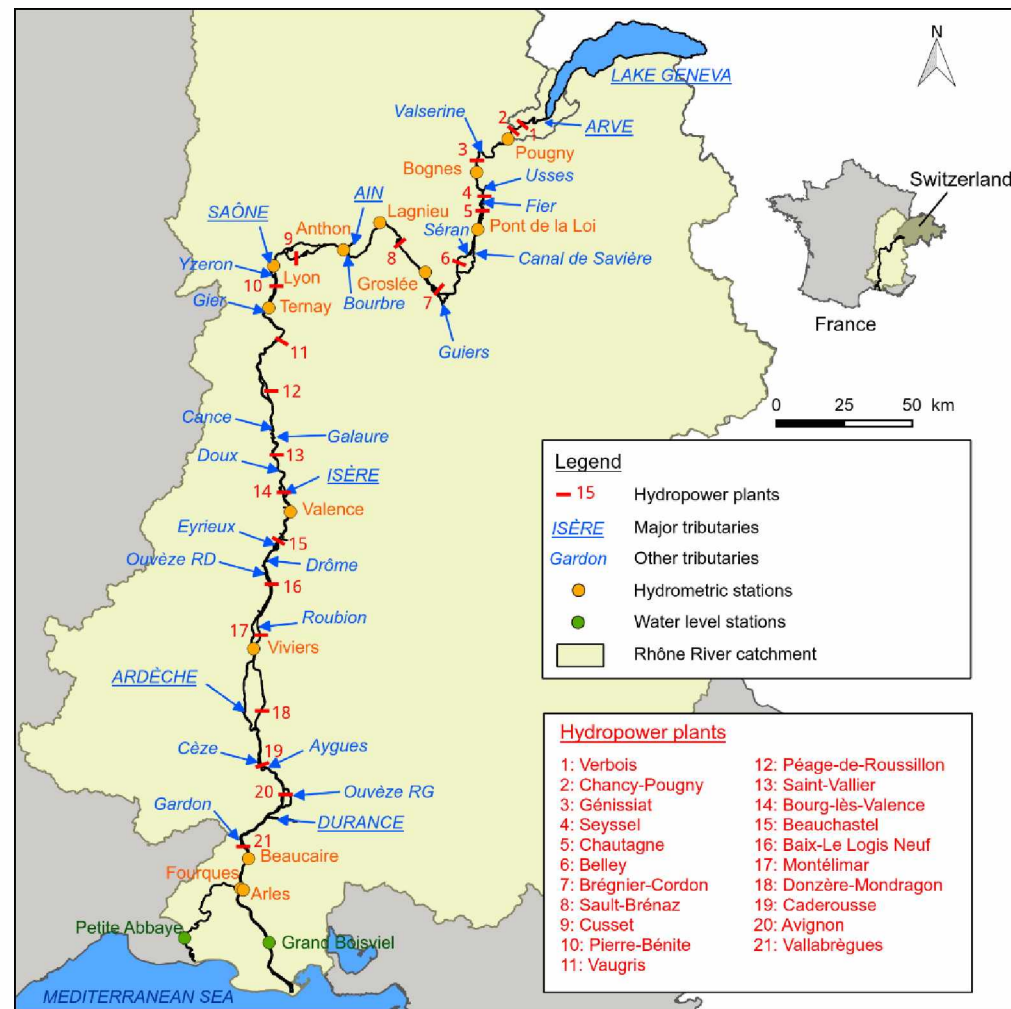 N
LAKE GENEVA
Valserine
2
1
ARVE
Pougny
3
Bognes
Usses
4
Fier
5
Pont de la Loi
Séran
Canal de Savière
6
AIN
Lagnieu
SAÔNE
Anthon
9
8
Yzeron
Lyon
Groslée
10
Bourbre
7
Gier
Ternay
Guiers
11
12
Cance
Galaure
Doux
13
ISÈRE
14
Valence
Eyrieux
15
Ouvèze RD
Drôme
16
Roubion
17
Viviers
ARDÈCHE
18
19
Cèze
Aygues
20
Ouvèze RG
Gardon
DURANCE
21
Beaucaire
Fourques
Arles
Petite Abbaye
Grand Boisviel
MEDITERRANEAN SEA
Switzerland
France
0 25 50 km
Legend
15 Hydropower plants
ISÈRE Major tributaries
Gardon Other tributaries
Hydrometric stations
Water level stations
Rhône River catchment
Hydropower plants
1: Verbois
2: Chancy-Pougny
3: Génissiat
4: Seyssel
5: Chautagne
6: Belley
7: Brégnier-Cordon
8: Sault-Brénaz
9: Cusset
10: Pierre-Bénite
11: Vaugris
12: Péage-de-Roussillon
13: Saint-Vallier
14: Bourg-lès-Valence
15: Beauchastel
16: Baix-Le Logis Neuf
17: Montélimar
18: Donzère-Mondragon
19: Caderousse
20: Avignon
21: Vallabrègues